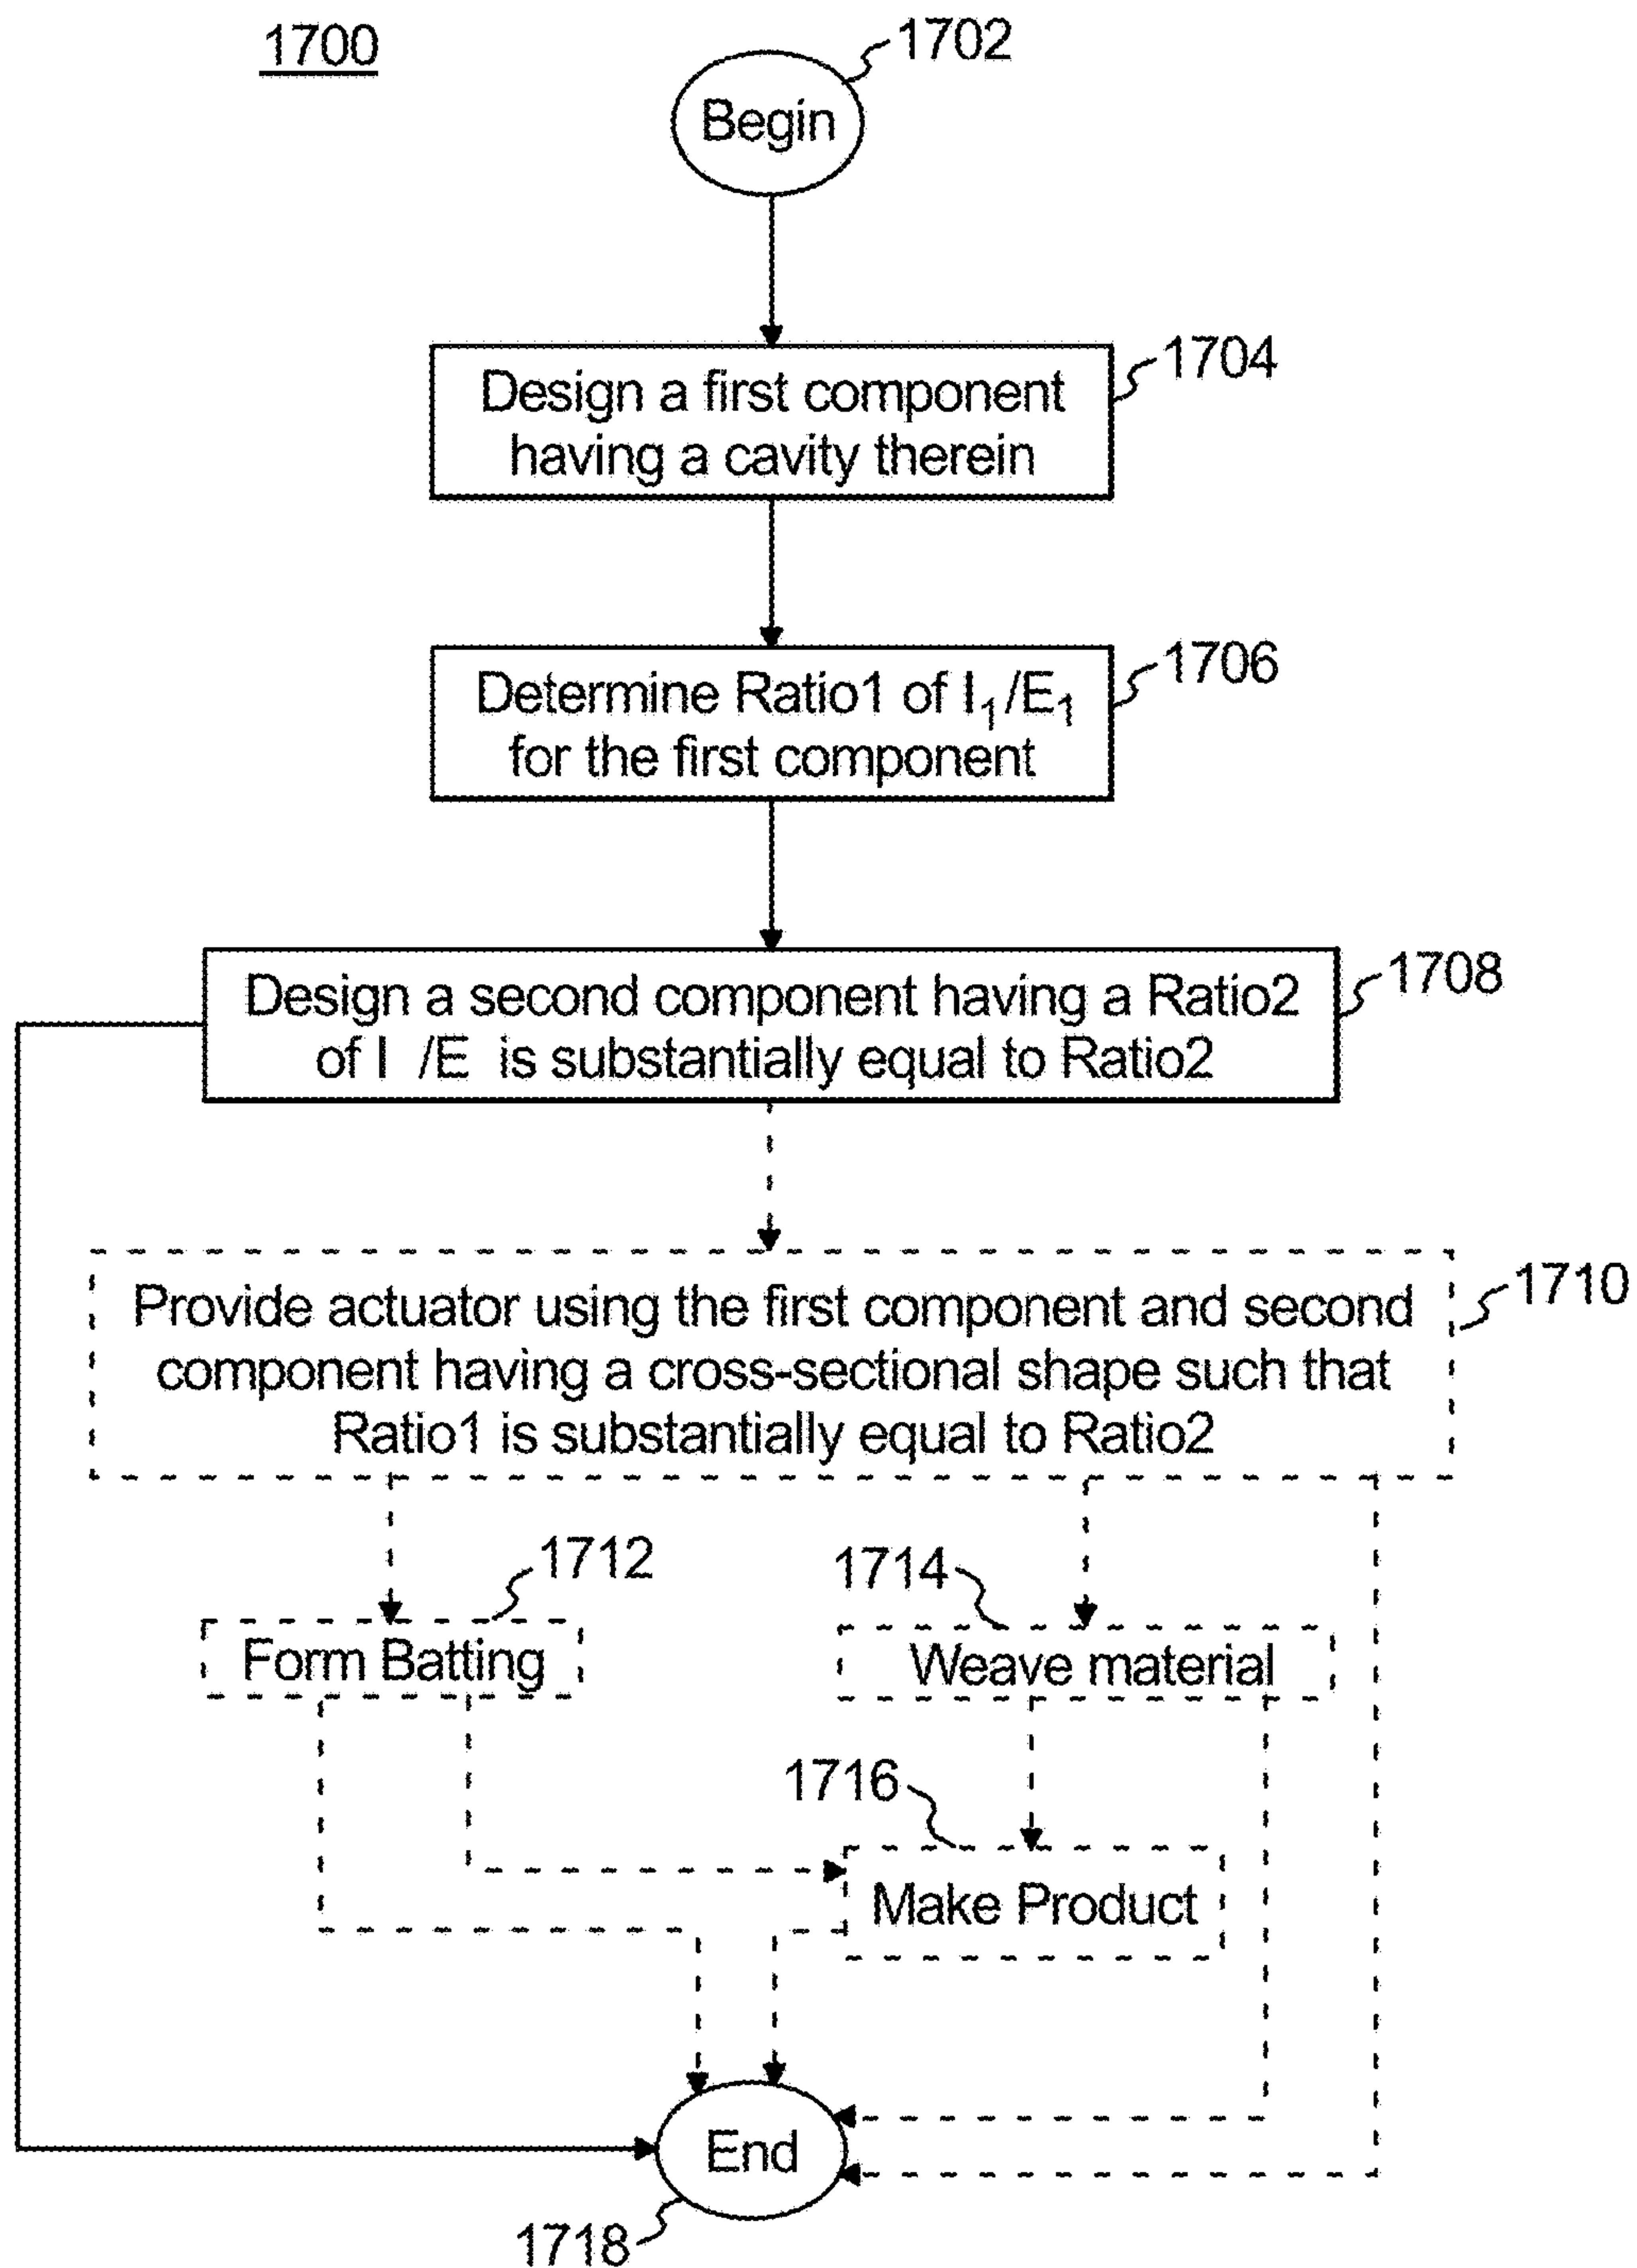 1700
1702
Begin
1704
Design a first component
having a cavity therein
1706
Determine Ratio1 of I₁/E₁
for the first component
1708
Design a second component having a Ratio2
of I /E is substantially equal to Ratio2
1710
Provide actuator using the first component and second
component having a cross-sectional shape such that
Ratio1 is substantially equal to Ratio2
1712
1714
Form Batting
Weave material
1716
Make Product
End
1718